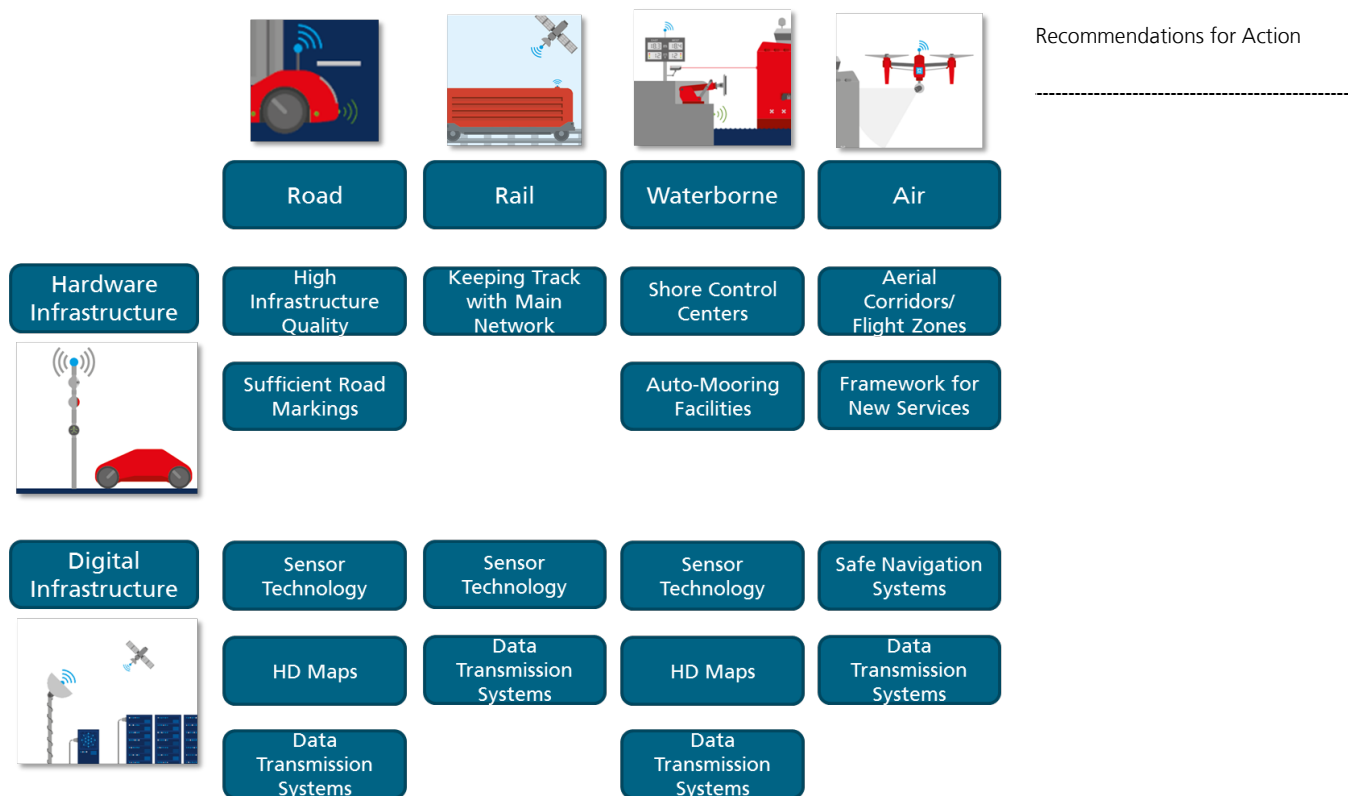 Recommendations for Action
Road
Rail
Waterborne
Air
Hardware
Infrastructure
High
Infrastructure
Quality
Keeping Track
with Main
Network
Shore Control
Centers
Aerial
Corridors/
Flight Zones
Sufficient Road
Markings
Auto-Mooring
Facilities
Framework for
New Services
Digital
Infrastructure
Sensor
Technology
Sensor
Technology
Sensor
Technology
Safe Navigation
Systems
HD Maps
Data
Transmission
Systems
HD Maps
Data
Transmission
Systems
Data
Transmission
Systems
Data
Transmission
Systems